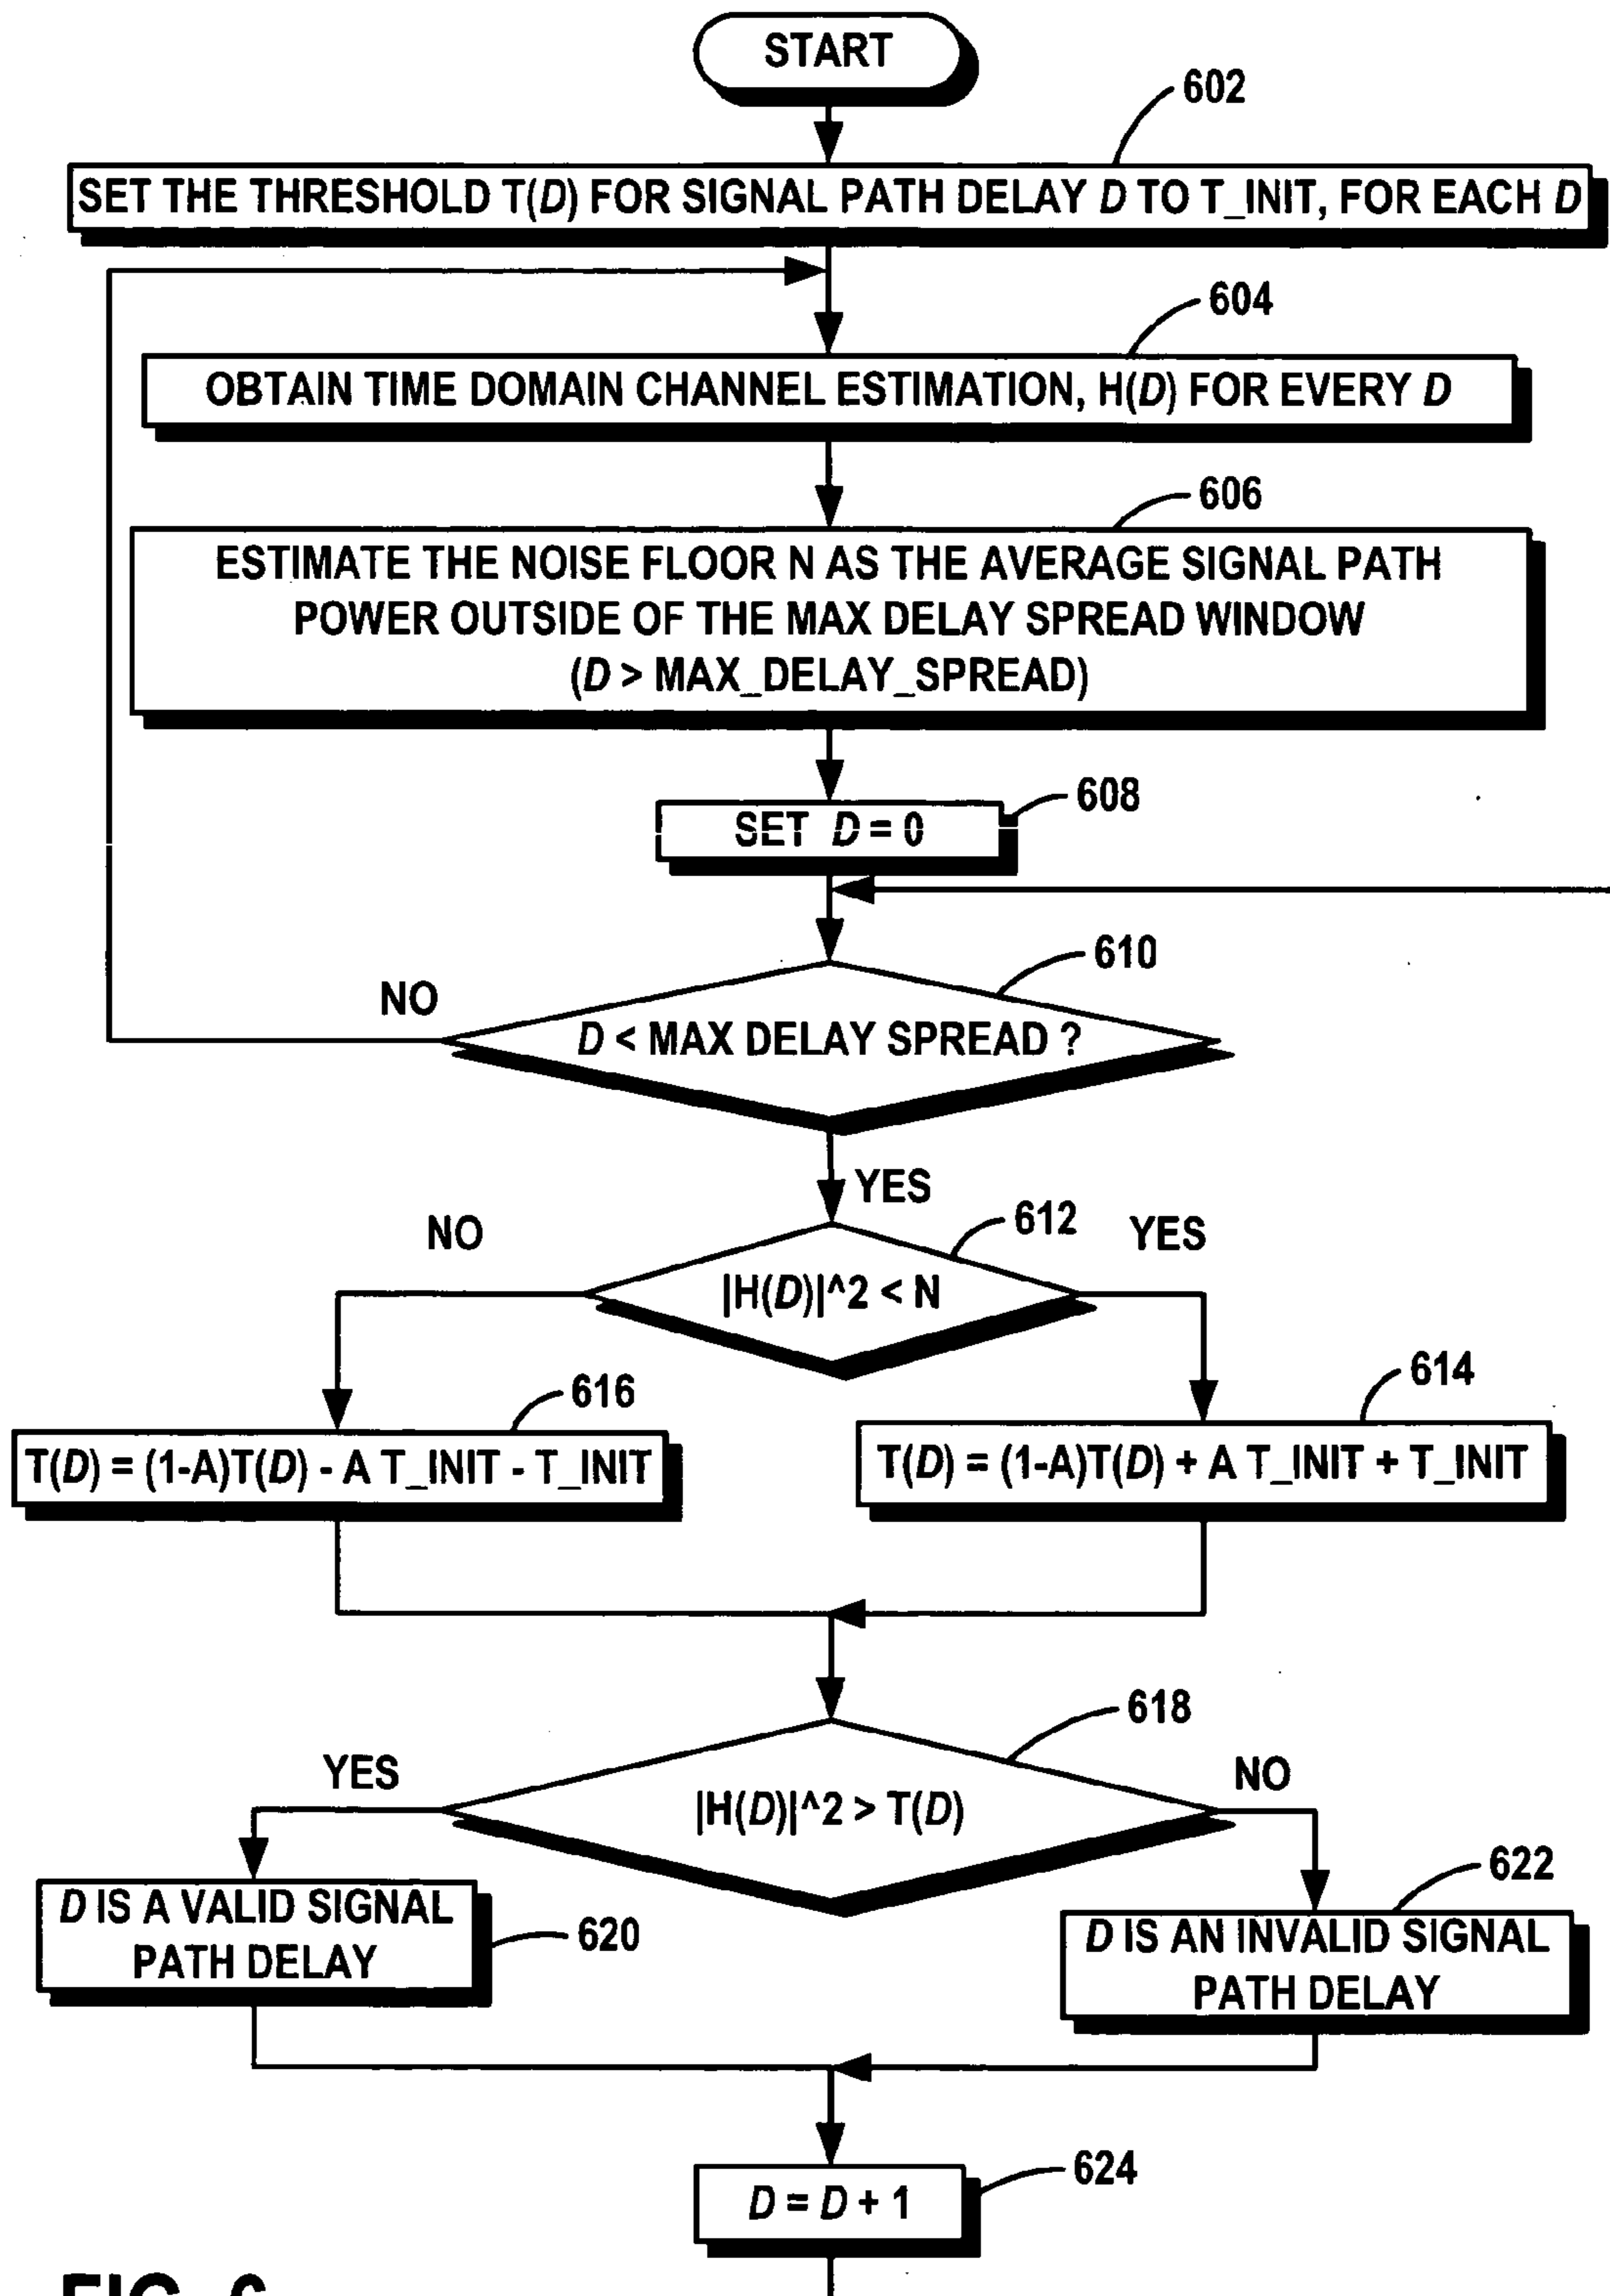 START
602
SET THE THRESHOLD T(D) FOR SIGNAL PATH DELAY D TO T_INIT, FOR EACH D
604
OBTAIN TIME DOMAIN CHANNEL ESTIMATION, H(D) FOR EVERY D
606
ESTIMATE THE NOISE FLOOR N AS THE AVERAGE SIGNAL PATH
POWER OUTSIDE OF THE MAX DELAY SPREAD WINDOW
(D > MAX_DELAY_SPREAD)
608
SET D = 0
610
NO
D < MAX DELAY SPREAD ?
YES
612
NO
YES
|H(D)|^2 < N
616
614
T(D) = (1-A)T(D) - A T_INIT - T_INIT
T(D) = (1-A)T(D) + A T_INIT + T_INIT
618
YES
NO
|H(D)|^2 > T(D)
622
D IS A VALID SIGNAL
PATH DELAY
620
D IS AN INVALID SIGNAL
PATH DELAY
624
D = D + 1
FIG. 6